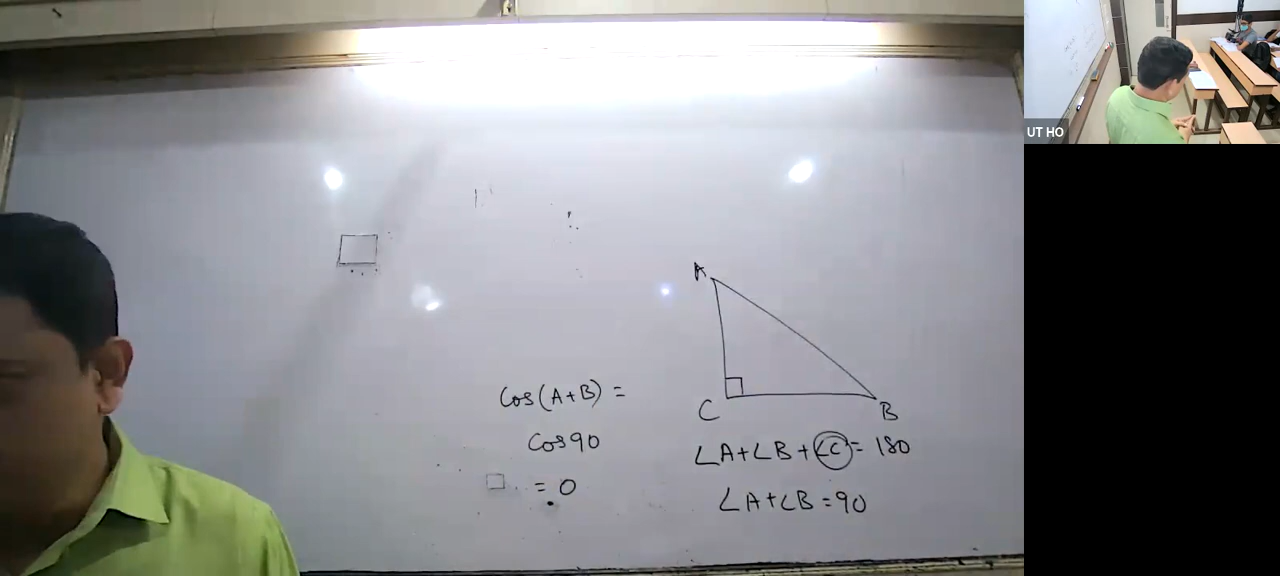 A
C
B
Cos(A+B) =
Cos90
= 0
∠A+∠B+∠C= 180
∠A+∠B=90
UT HO